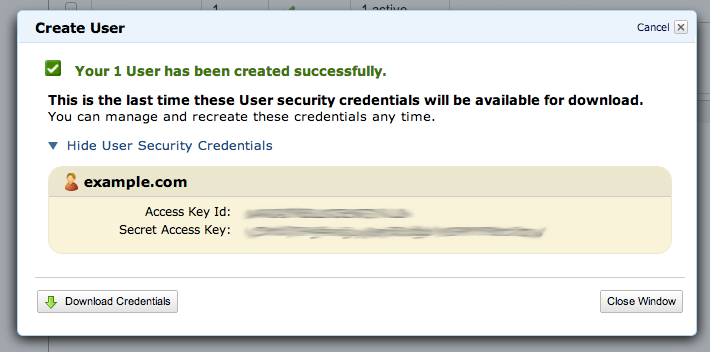 1 1 active
Create User
Cancel
Your 1 User has been created successfully.
This is the last time these User security credentials will be available for download.
You can manage and recreate these credentials any time.
Hide User Security Credentials
example.com
Access Key Id:
Secret Access Key:
Download Credentials
Close Window